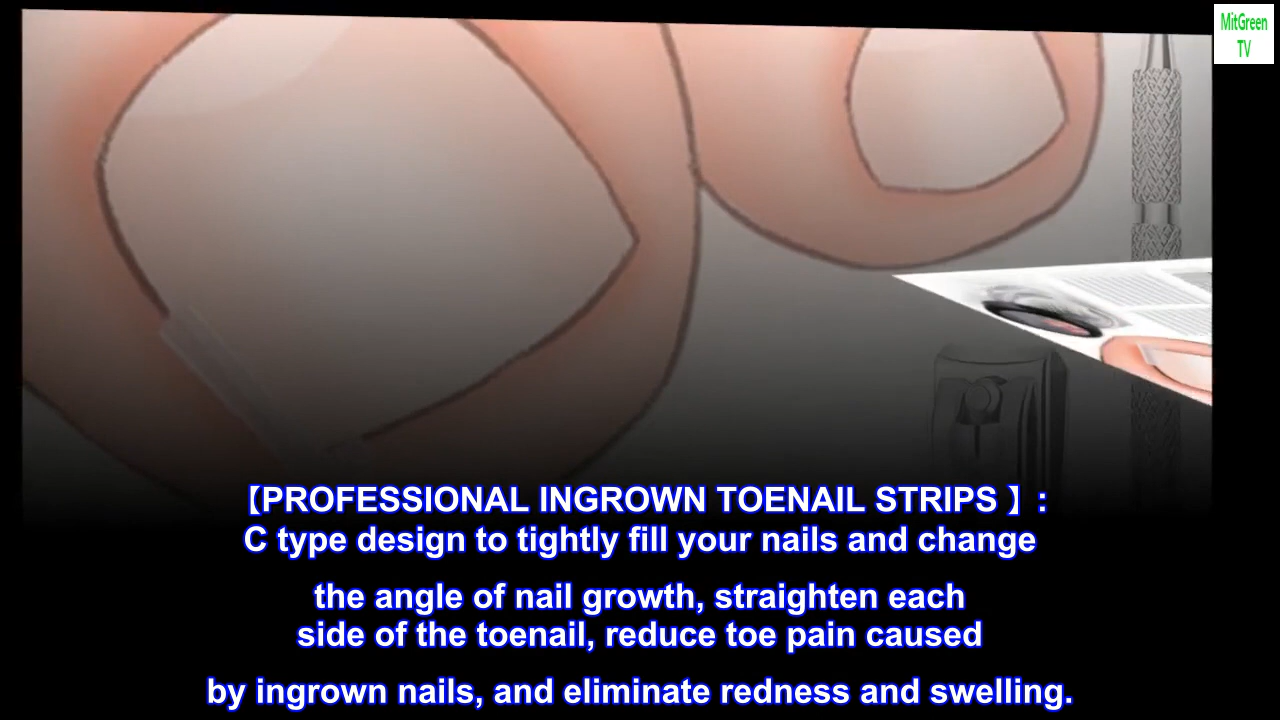 MitGreen
TV
【PROFESSIONAL INGROWN TOENAIL STRIPS 】:
C type design to tightly fill your nails and change
the angle of nail growth, straighten each
side of the toenail, reduce toe pain caused
by ingrown nails, and eliminate redness and swelling.